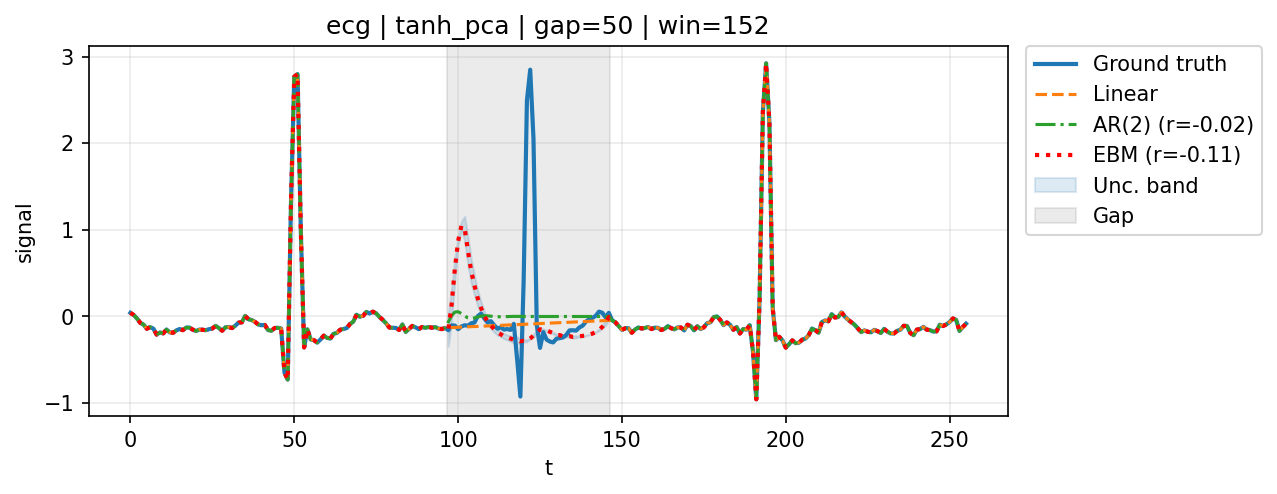 ecg | tanh_pca | gap=50 | win=152
3
2
1
0
−1
signal
0
50
100
150
200
250
t
Ground truth
Linear
AR(2) (r=-0.02)
EBM (r=-0.11)
Unc. band
Gap